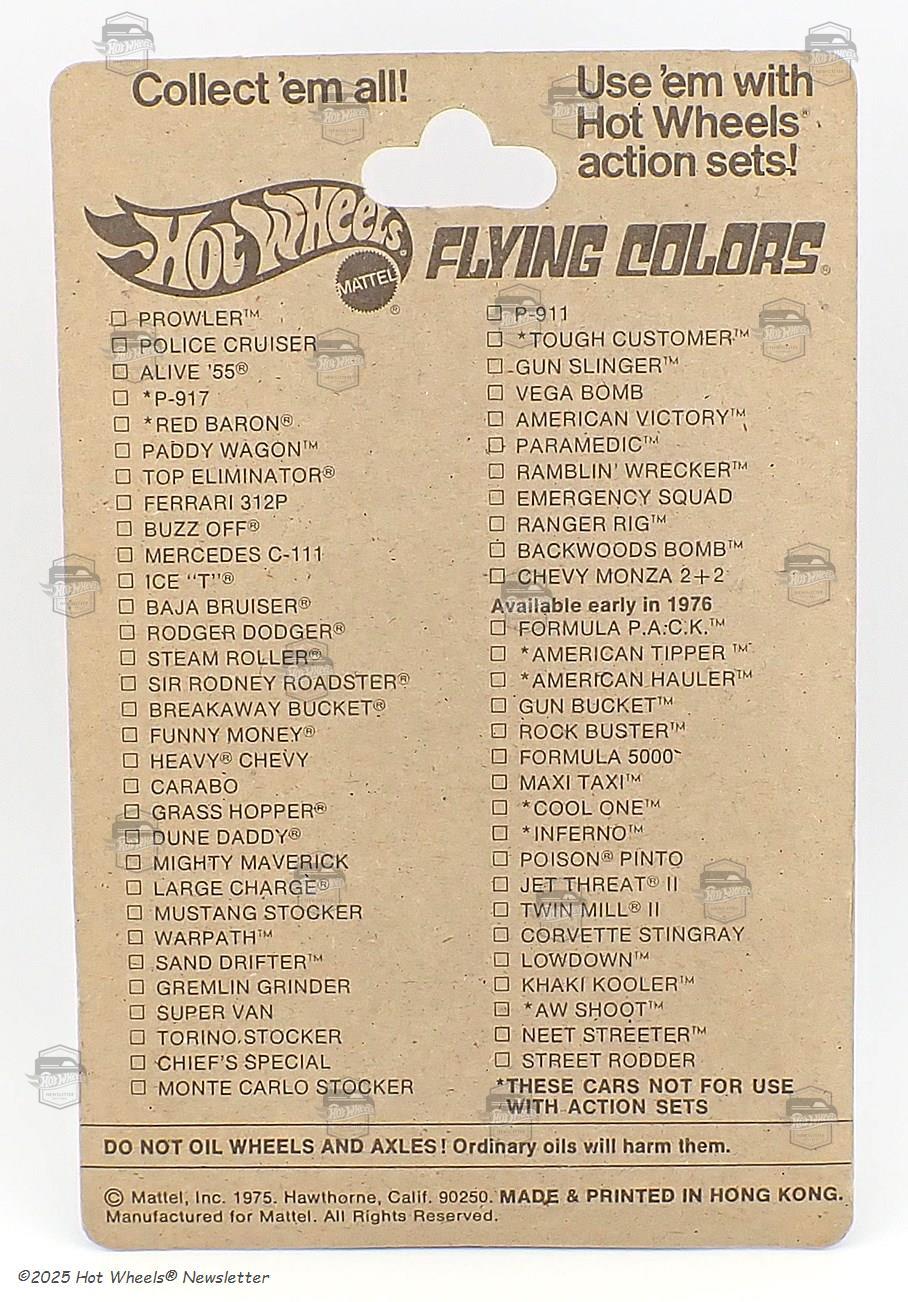 Collect 'em all!
Use 'em with
Hot Wheels®
action sets!
Hot Wheels
MATTEL
®
FLYING COLORS®
☐ PROWLER™
☐ POLICE CRUISER
☐ ALIVE '55®
☐ *P-917
☐ *RED BARON®
☐ PADDY WAGON™
☐ TOP ELIMINATOR®
☐ FERRARI 312P
☐ BUZZ OFF®
☐ MERCEDES C-111
☐ ICE “T”®
☐ BAJA BRUISER®
☐ RODGER DODGER®
☐ STEAM ROLLER®
☐ SIR RODNEY ROADSTER®
☐ BREAKAWAY BUCKET®
☐ FUNNY MONEY®
☐ HEAVY® CHEVY
☐ CARABO
☐ GRASS HOPPER®
☐ DUNE DADDY®
☐ MIGHTY MAVERICK
☐ LARGE CHARGE®
☐ MUSTANG STOCKER
☐ WARPATH™
☐ SAND DRIFTER™
☐ GREMLIN GRINDER
☐ SUPER VAN
☐ TORINO STOCKER
☐ CHIEF'S SPECIAL
☐ MONTE CARLO STOCKER
☐ P-911
☐ *TOUGH CUSTOMER™
☐ GUN SLINGER™
☐ VEGA BOMB
☐ AMERICAN VICTORY™
☐ PARAMEDIC™
☐ RAMBLIN' WRECKER™
☐ EMERGENCY SQUAD
☐ RANGER RIG™
☐ BACKWOODS BOMB™
☐ CHEVY MONZA 2+2
Available early in 1976
☐ FORMULA P.A.C.K.™
☐ *AMERICAN TIPPER™
☐ *AMERICAN HAULER™
☐ GUN BUCKET™
☐ ROCK BUSTER™
☐ FORMULA 5000
☐ MAXI TAXI™
☐ *COOL ONE™
☐ *INFERNO™
☐ POISON® PINTO
☐ JET THREAT® II
☐ TWIN MILL® II
☐ CORVETTE STINGRAY
☐ LOWDOWN™
☐ KHAKI KOOLER™
☐ *AW SHOOT™
☐ NEET STREETER™
☐ STREET RODDER
*THESE CARS NOT FOR USE
WITH ACTION SETS
DO NOT OIL WHEELS AND AXLES! Ordinary oils will harm them.
© Mattel, Inc. 1975. Hawthorne, Calif. 90250. MADE & PRINTED IN HONG KONG.
Manufactured for Mattel. All Rights Reserved.
©2025 Hot Wheels® Newsletter